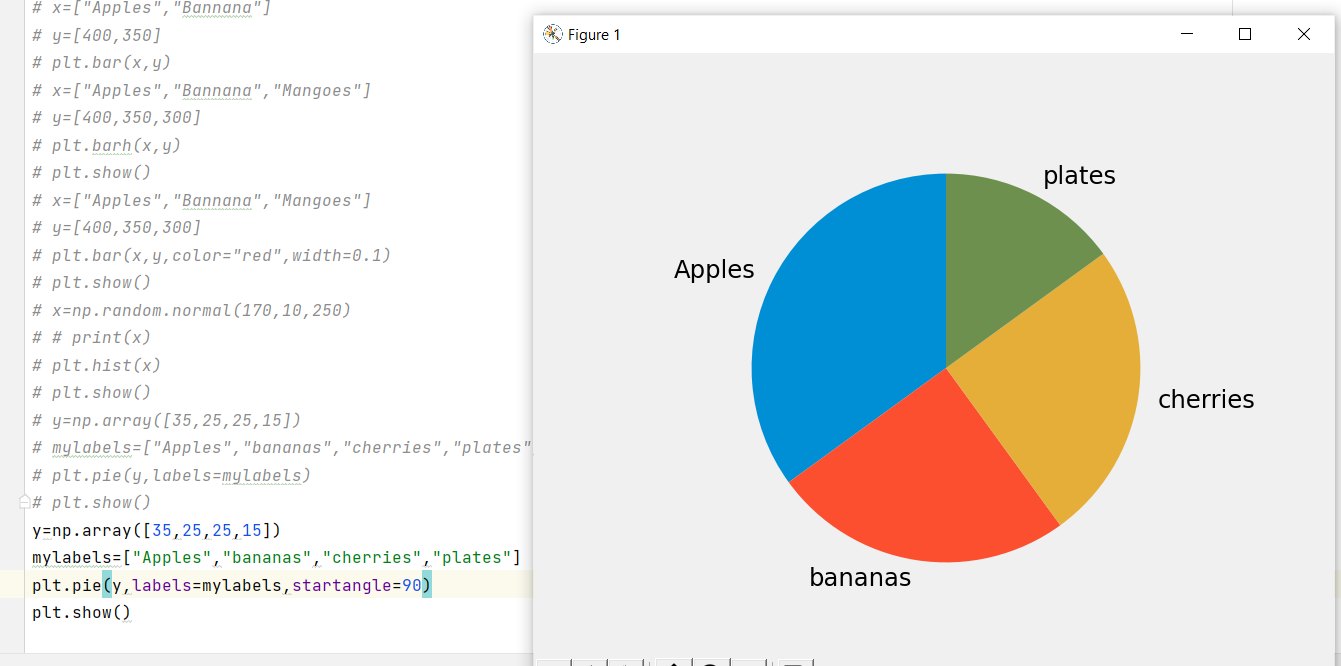 # x=["Apples","Bannana"]
# y=[400,350]
# plt.bar(x,y)
# x=["Apples","Bannana","Mangoes"]
# y=[400,350,300]
# plt.barh(x,y)
# plt.show()
# x=["Apples","Bannana","Mangoes"]
# y=[400,350,300]
# plt.bar(x,y,color="red",width=0.1)
# plt.show()
# x=np.random.normal(170,10,250)
# # print(x)
# plt.hist(x)
# plt.show()
# y=np.array([35,25,25,15])
# mylabels=["Apples","bananas","cherries","plates"
# plt.pie(y,labels=mylabels)
# plt.show()
y=np.array([35,25,25,15])
mylabels=["Apples","bananas","cherries","plates"]
plt.pie(y,labels=mylabels,startangle=90)
plt.show()
Figure 1
plates
Apples
cherries
bananas